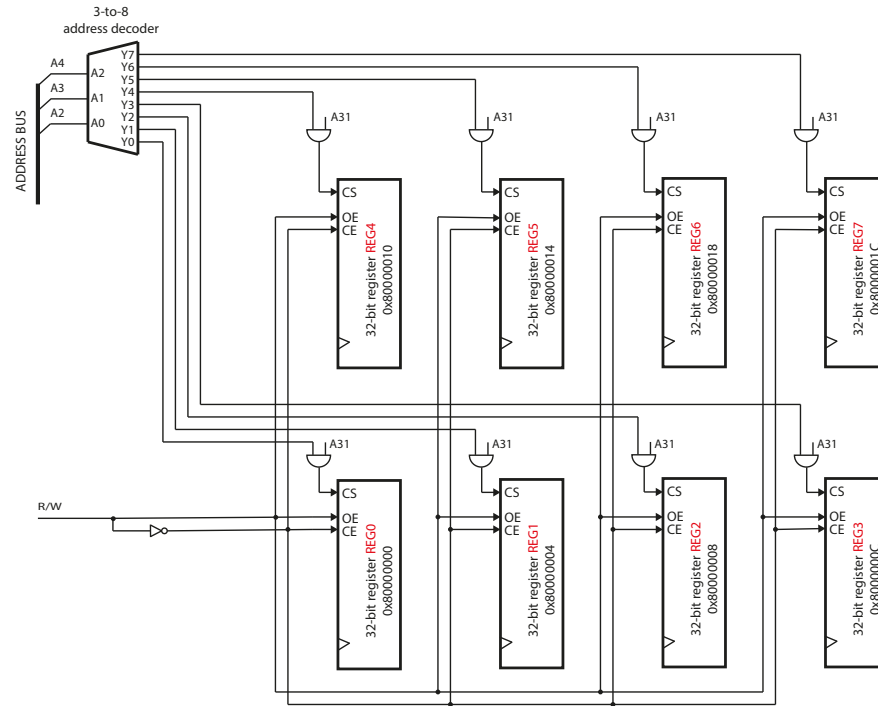 3-to-8
address decoder
ADDRESS BUS
A4
A3
A2
A2
A1
A0
Y7
Y6
Y5
Y4
Y3
Y2
Y1
Y0
A31
A31
A31
A31
CS
OE
CE
32-bit register REG4
0x80000010
CS
OE
CE
32-bit register REG5
0x80000014
CS
OE
CE
32-bit register REG6
0x80000018
CS
OE
CE
32-bit register REG7
0x8000001C
A31
A31
A31
A31
R/W
CS
OE
CE
32-bit register REG0
0x80000000
CS
OE
CE
32-bit register REG1
0x80000004
CS
OE
CE
32-bit register REG2
0x80000008
CS
OE
CE
32-bit register REG3
0x8000000C